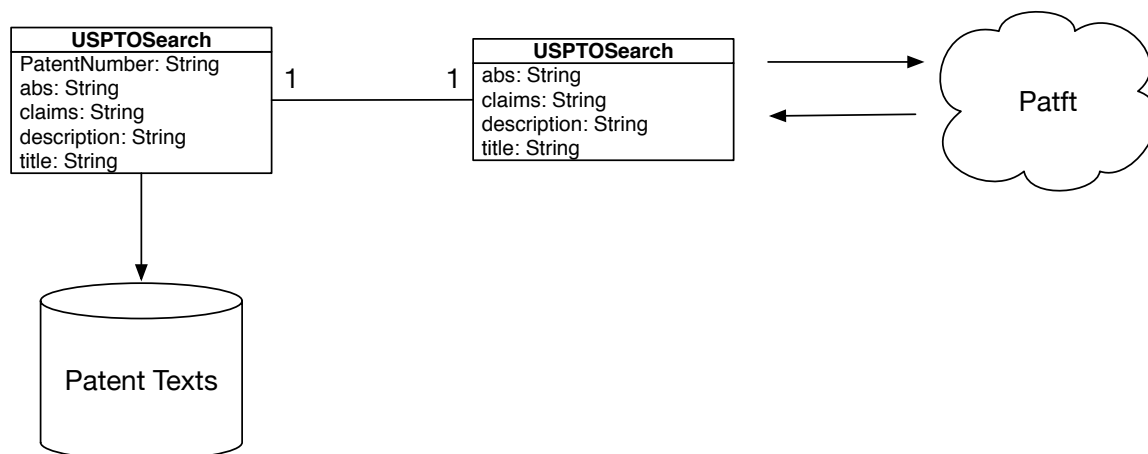 USPTOSearch
PatentNumber: String
abs: String
claims: String
description: String
title: String
1
1
USPTOSearch
abs: String
claims: String
description: String
title: String
Patft
Patent Texts